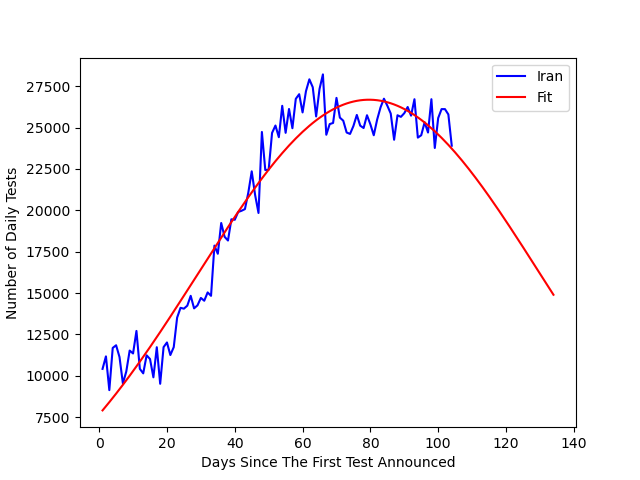 Iran
Fit
27500
25000
22500
20000
17500
15000
12500
10000
7500
Number of Daily Tests
0 20 40 60 80 100 120 140
Days Since The First Test Announced